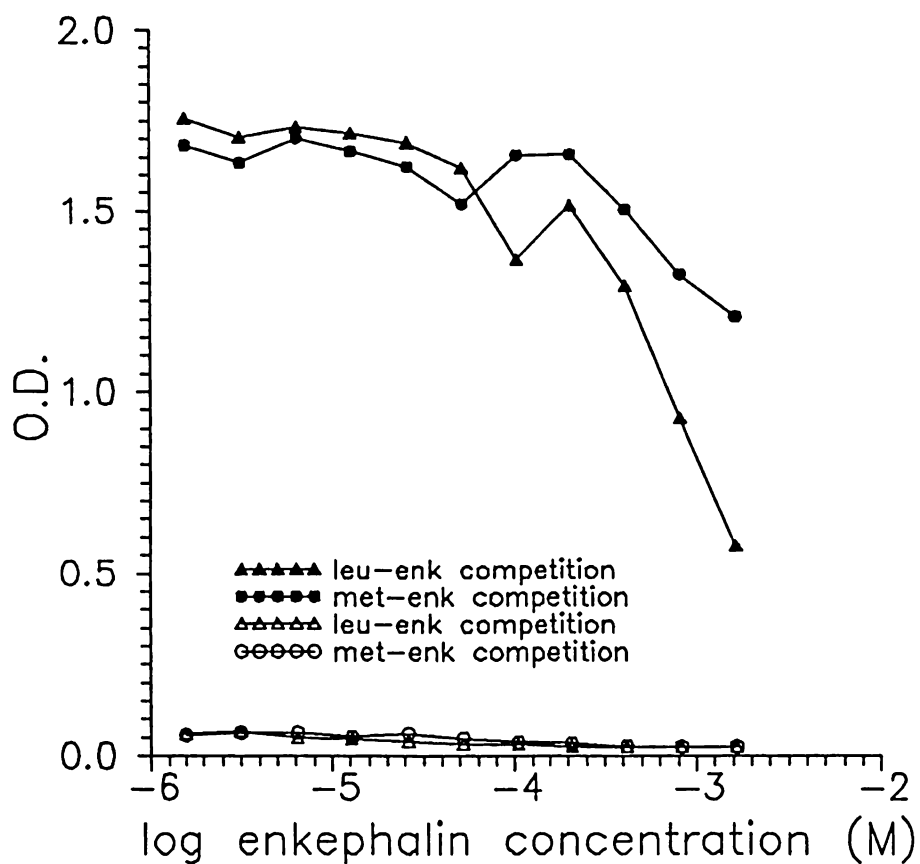 2.0
1.5
1.0
0.5
0.0
O.D.
leu-enk competition
met-enk competition
leu-enk competition
met-enk competition
-6
-5
-4
-3
-2
log enkephalin concentration (M)